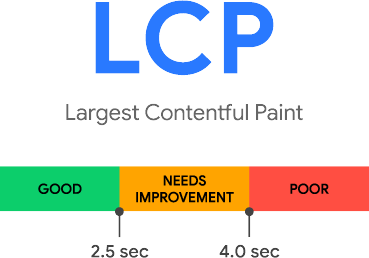 LCP
Largest Contentful Paint
GOOD
NEEDS
IMPROVEMENT
POOR
2.5 sec
4.0 sec